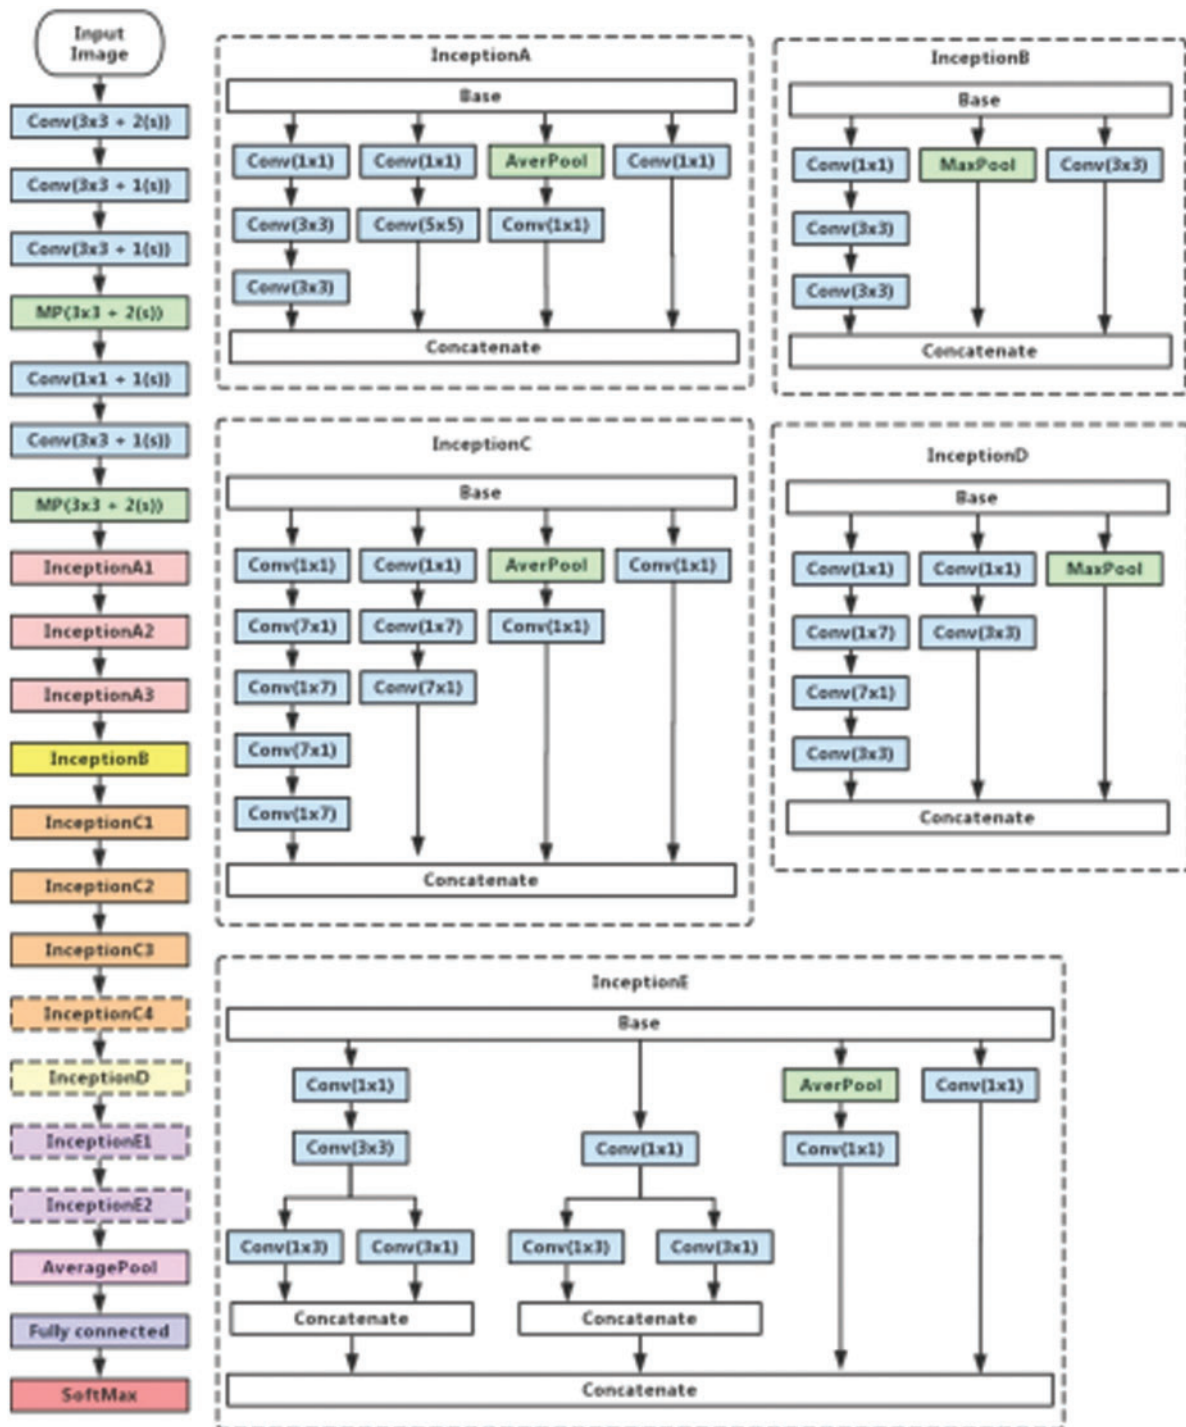 Input
Image
Conv(3x3 + 2(s))
Conv(3x3 + 1(s))
Conv(3x3 + 1(s))
MP(3x3 + 2(s))
Conv(1x1 + 1(s))
Conv(3x3 + 1(s))
MP(3x3 + 2(s))
InceptionA1
InceptionA2
InceptionA3
InceptionB
InceptionC1
InceptionC2
InceptionC3
InceptionC4
InceptionD
InceptionE1
InceptionE2
AveragePool
Fully connected
SoftMax
InceptionA
Base
Conv(1x1) Conv(1x1) AverPool Conv(1x1)
Conv(3x3) Conv(5x5) Conv(1x1)
Conv(3x3)
Concatenate
InceptionB
Base
Conv(1x1) MaxPool Conv(3x3)
Conv(3x3)
Conv(3x3)
Concatenate
InceptionC
Base
Conv(1x1) Conv(1x1) AverPool Conv(1x1)
Conv(7x1) Conv(1x7) Conv(1x1)
Conv(1x7) Conv(7x1)
Conv(7x1)
Conv(1x7)
Concatenate
InceptionD
Base
Conv(1x1) Conv(1x1) MaxPool
Conv(1x7) Conv(3x3)
Conv(7x1)
Conv(3x3)
Concatenate
InceptionE
Base
Conv(1x1) AverPool Conv(1x1)
Conv(3x3) Conv(1x1) Conv(1x1)
Conv(1x3) Conv(3x1) Conv(1x3) Conv(3x1)
Concatenate Concatenate
Concatenate